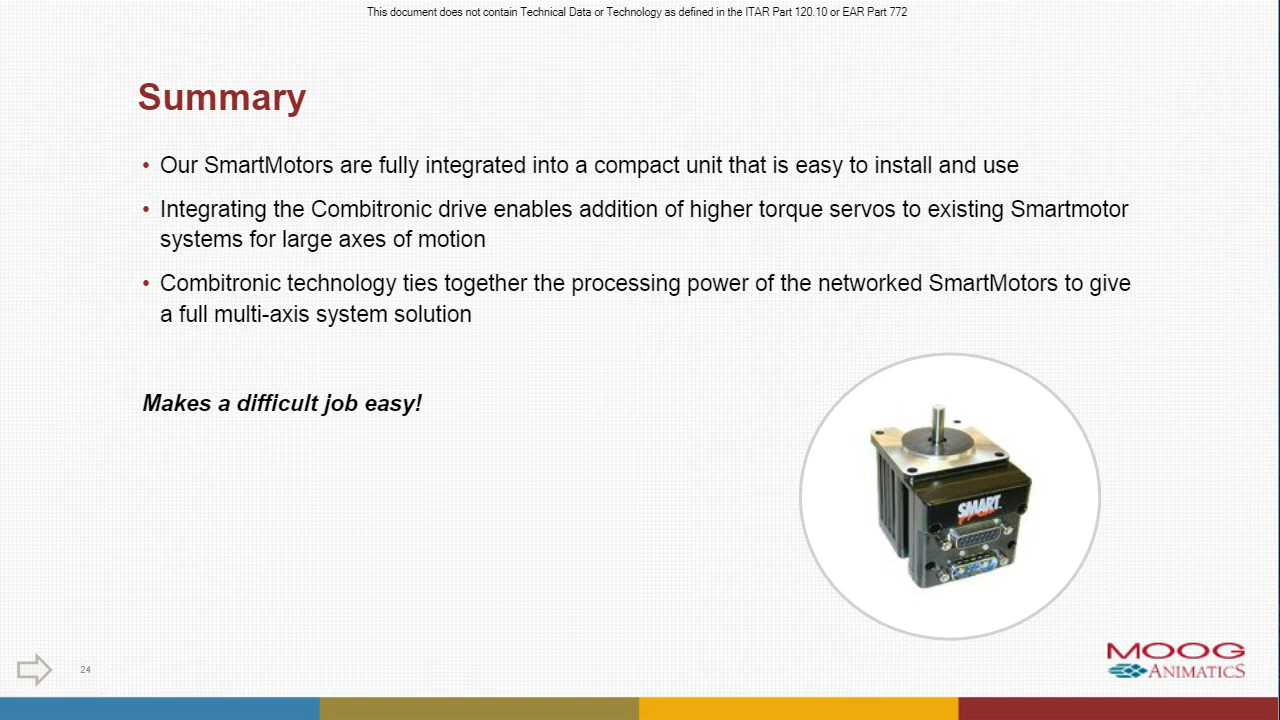 This document does not contain Technical Data or Technology as defined in the ITAR Part 120.10 or EAR Part 772
Summary
• Our SmartMotors are fully integrated into a compact unit that is easy to install and use
• Integrating the Combitronic drive enables addition of higher torque servos to existing Smartmotor
systems for large axes of motion
• Combitronic technology ties together the processing power of the networked SmartMotors to give
a full multi-axis system solution
Makes a difficult job easy!
SMART
24
MOOG
ANIMATICS